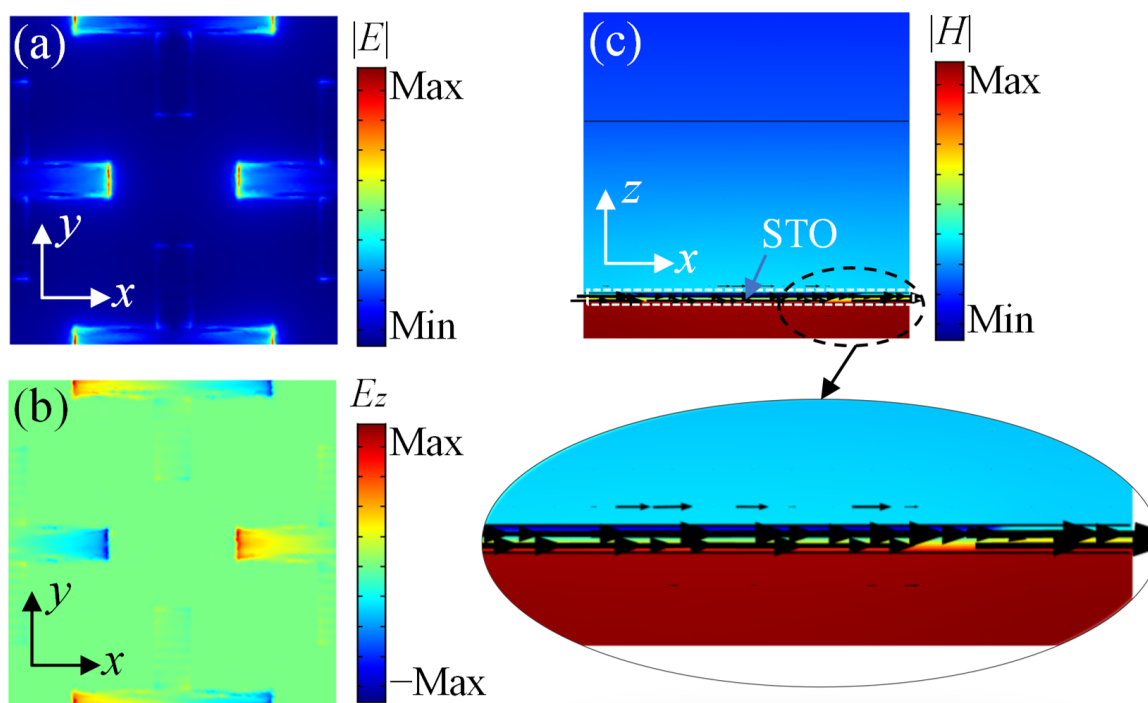 (a)
|E|
Max
Min
y
x
(b)
Ez
Max
–Max
y
x
(c)
|H|
Max
Min
z
x
STO